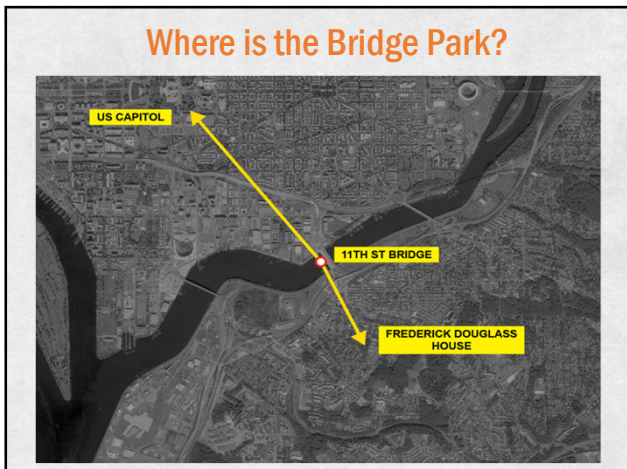 Where is the Bridge Park?
US CAPITOL
11TH ST BRIDGE
FREDERICK DOUGLASS
HOUSE